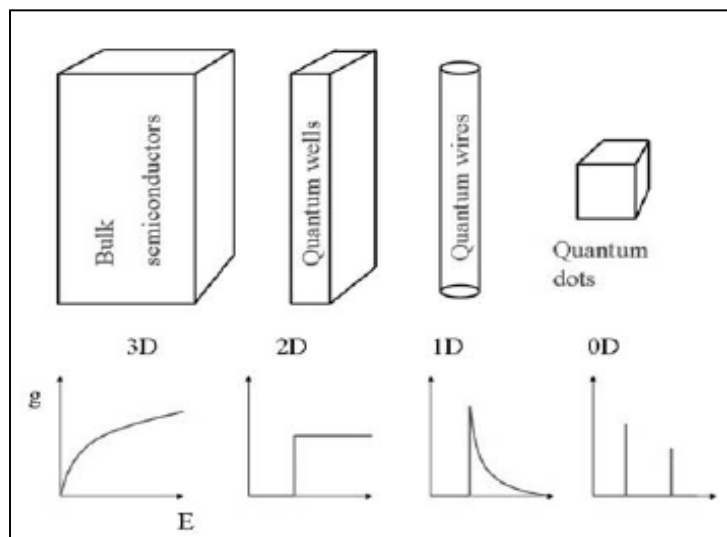 Bulk
semiconductors
Quantum wells
Quantum wires
Quantum
dots
3D
2D
1D
0D
g
E